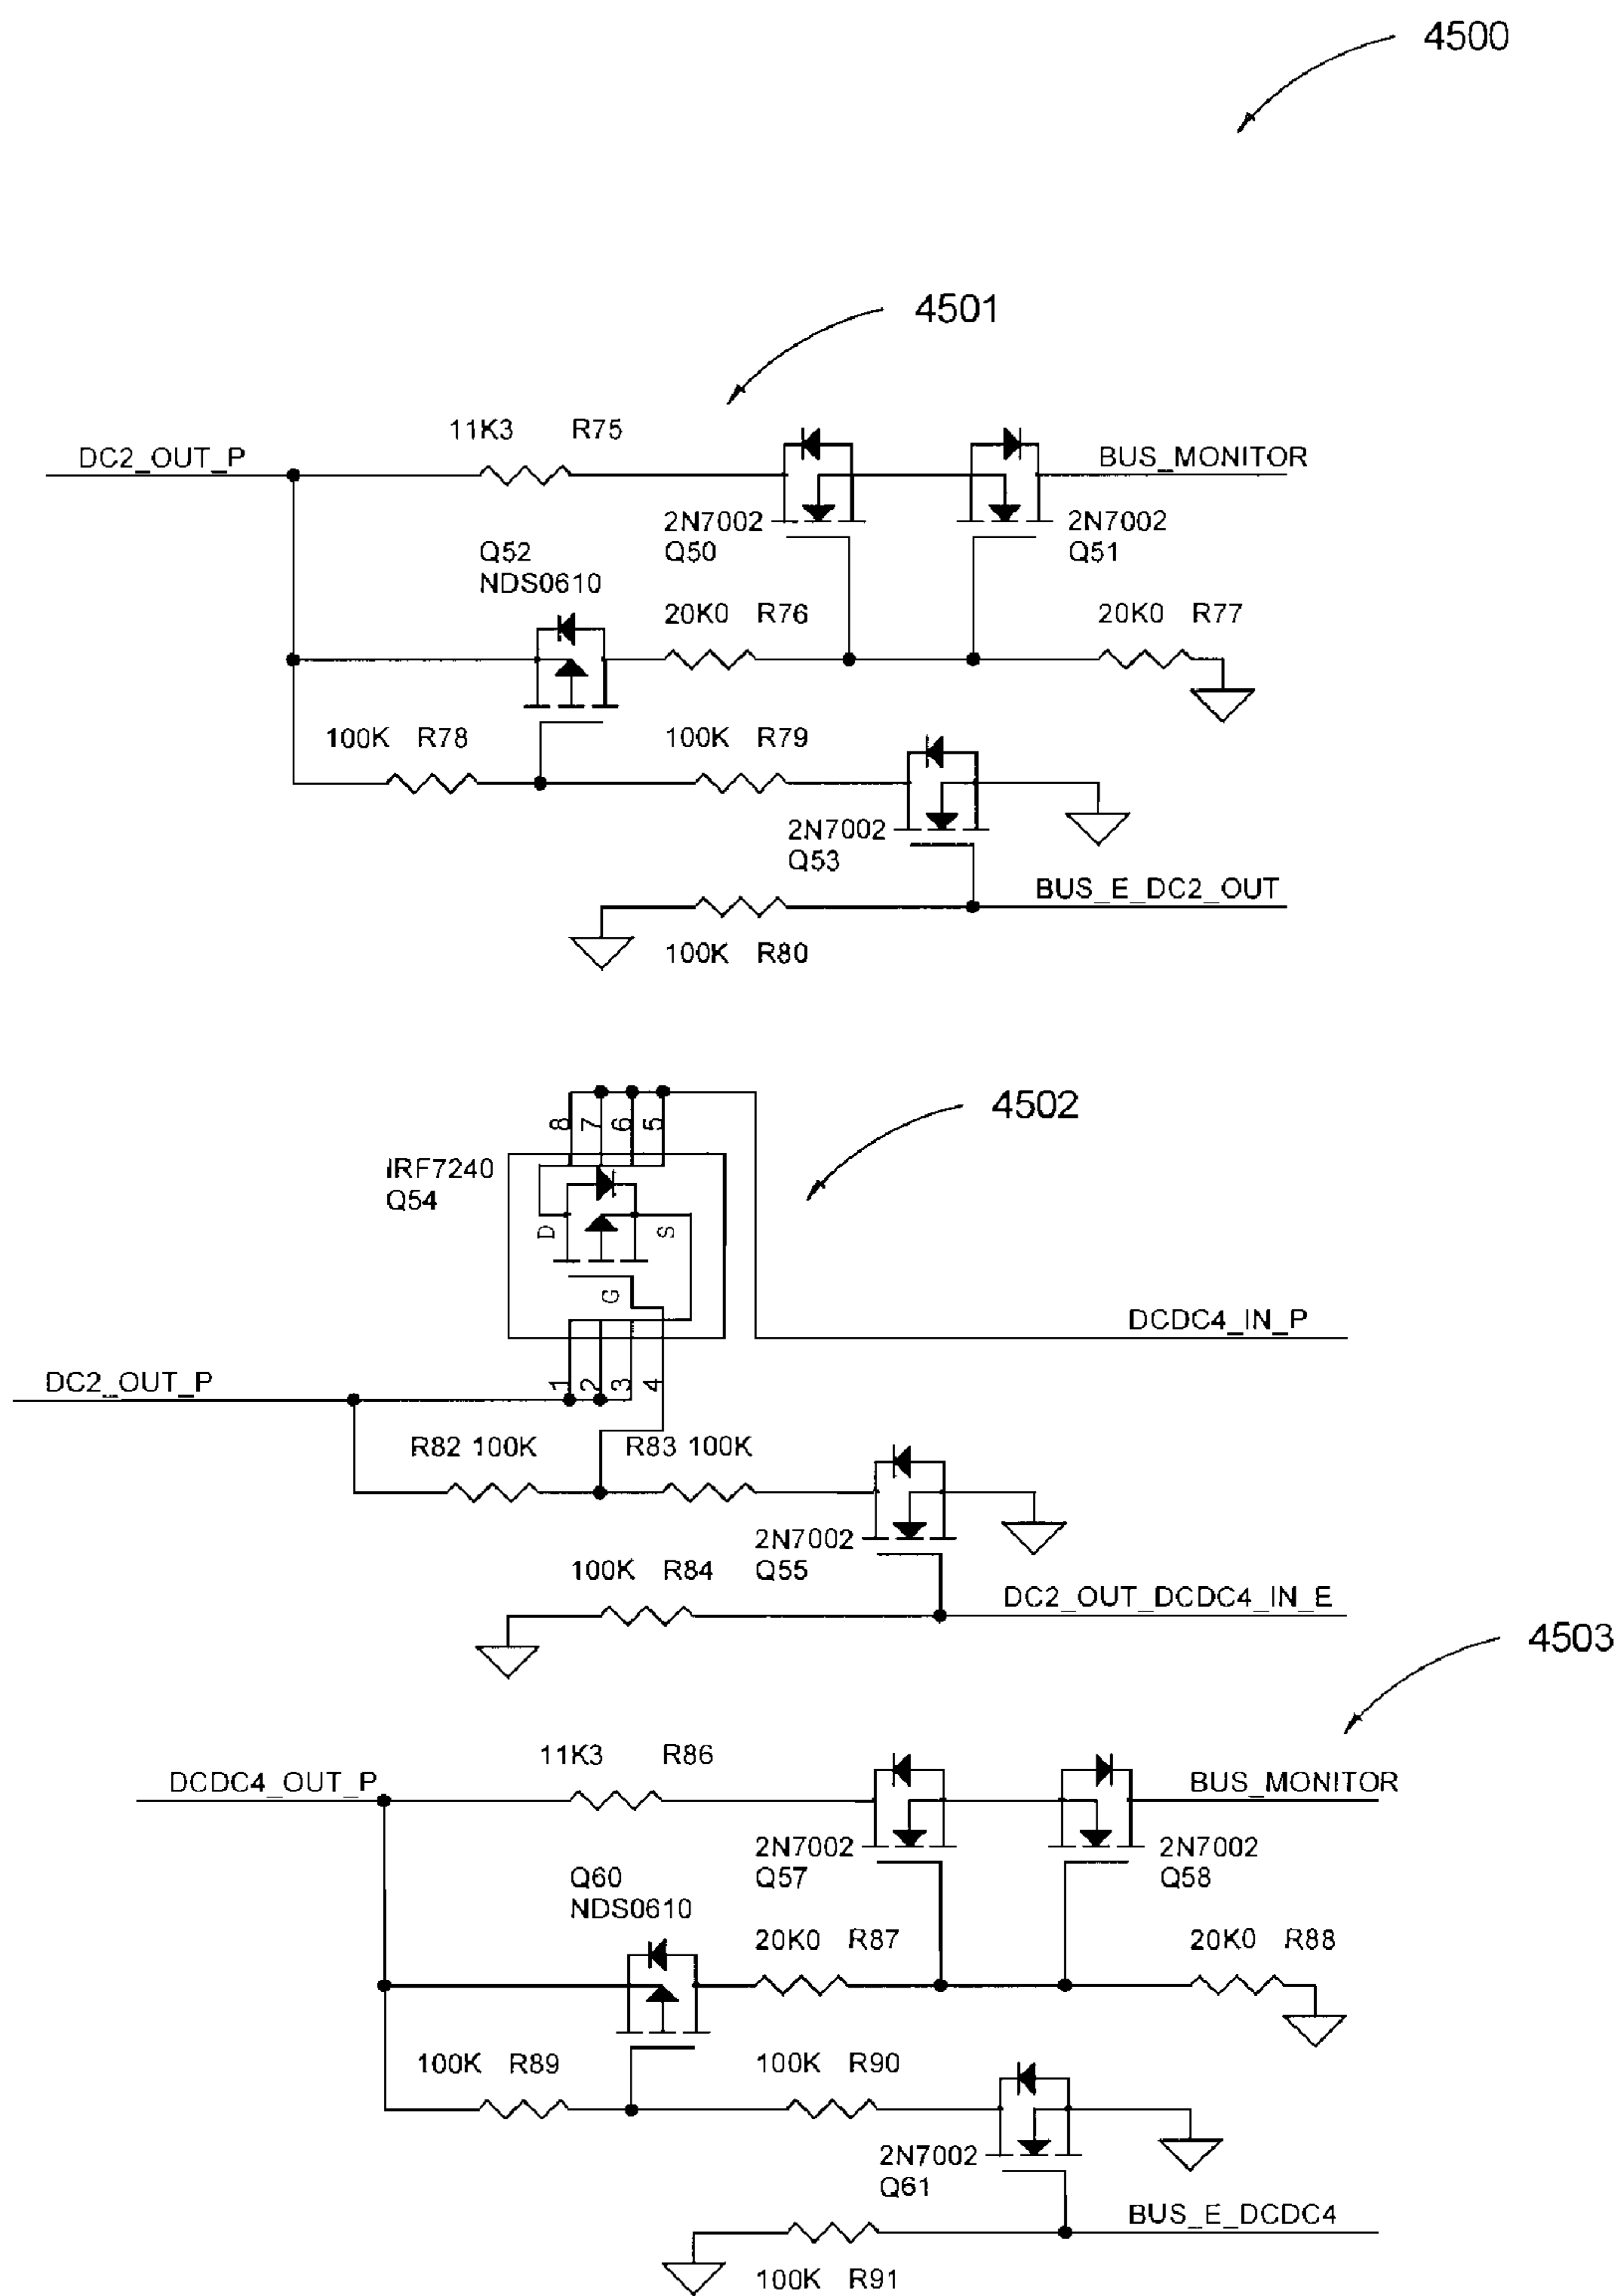 4500
4501
11K3 R75
DC2_OUT_P
BUS_MONITOR
2N7002
Q50
2N7002
Q51
Q52
NDS0610
20K0 R76
20K0 R77
100K R78
100K R79
2N7002
Q53
BUS_E_DC2_OUT
100K R80
4502
8
7
6
5
IRF7240
Q54
D
S
G
DCDC4_IN_P
DC2_OUT_P
1
2
3
4
R82 100K
R83 100K
2N7002
Q55
100K R84
DC2_OUT_DCDC4_IN_E
4503
11K3 R86
DCDC4_OUT_P
BUS_MONITOR
2N7002
Q57
2N7002
Q58
Q60
NDS0610
20K0 R87
20K0 R88
100K R89
100K R90
2N7002
Q61
BUS_E_DCDC4
100K R91